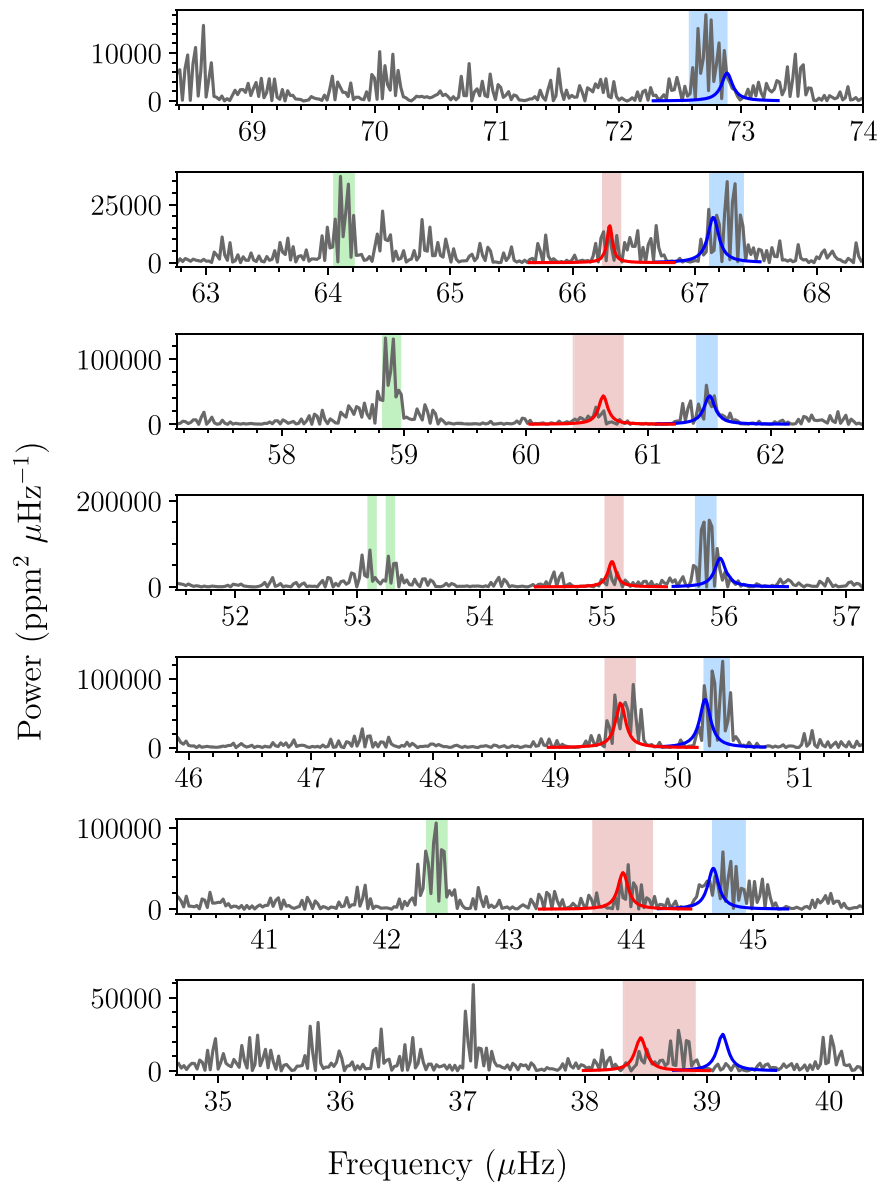 10000
0
69 70 71 72 73 74
25000
0
63 64 65 66 67 68
100000
0
58 59 60 61 62
200000
0
52 53 54 55 56 57
100000
0
46 47 48 49 50 51
100000
0
41 42 43 44 45
50000
0
35 36 37 38 39 40
Power (ppm² μHz⁻¹)
Frequency (μHz)